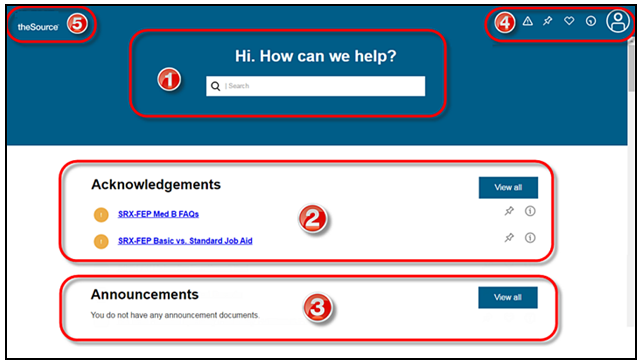 theSource
5
4
Hi. How can we help?
1
Search
Acknowledgements
View all
SRX-FEP Med B FAQs
2
SRX-FEP Basic vs. Standard Job Aid
Announcements
View all
3
You do not have any announcement documents.